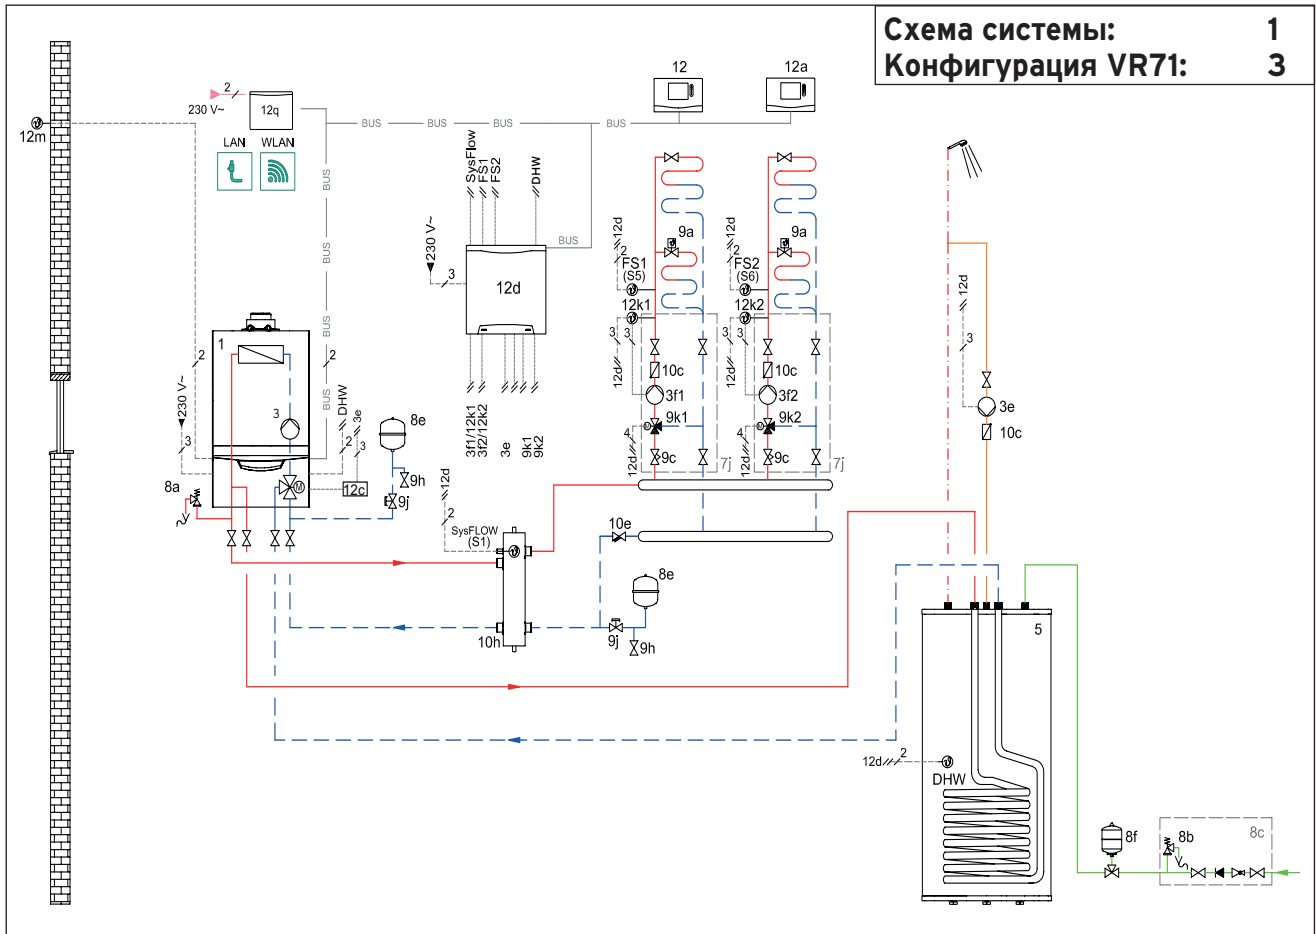 Схема системы: 1
Конфигурация VR71: 3
12
12a
2
230 V~
12q
BUS
BUS
BUS
BUS
12m
LAN
WLAN
SysFlow
FS1
FS2
DHW
BUS
BUS
230 V~
3
12d
12d
2
FS1
(S5)
9a
12d
2
FS2
(S6)
9a
12k1
12k2
12d
3
1
2
2
BUS
230 V~
3
3
DHW
3e
2
3
8e
3
3
12d
10c
3f1
9k1
4
12d
9c
7j
3
3
12d
10c
3f2
9k2
4
12d
9c
7j
3e
10c
3f1/12k1
3f2/12k2
3e
9k1
9k2
M
12c
8a
9h
9j
12d
2
SysFLOW
(S1)
10e
8e
10h
9j
9h
5
12d
2
DHW
8f
8b
8c